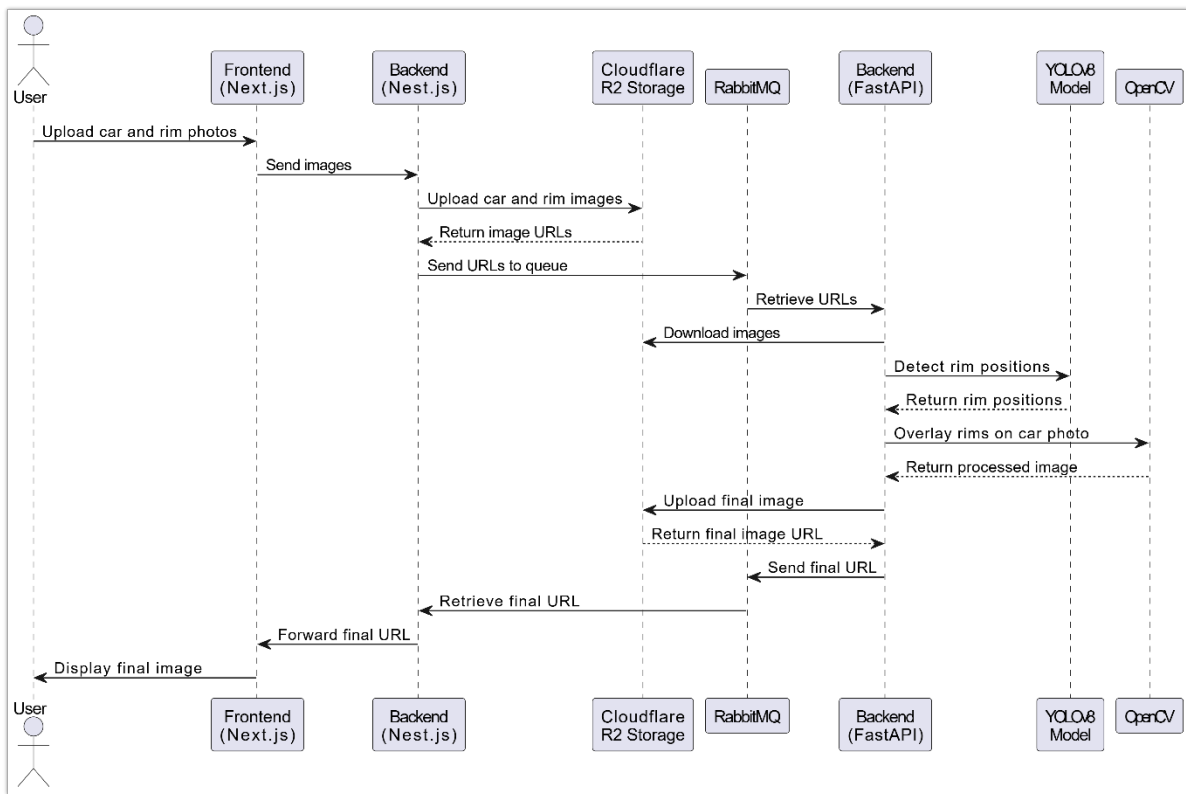 User
Frontend
(Next.js)
Backend
(Nest.js)
Cloudflare
R2 Storage
RabbitMQ
Backend
(FastAPI)
YOLOv8
Model
OpenCV
Upload car and rim photos
Send images
Upload car and rim images
Return image URLs
Send URLs to queue
Retrieve URLs
Download images
Detect rim positions
Return rim positions
Overlay rims on car photo
Return processed image
Upload final image
Return final image URL
Send final URL
Retrieve final URL
Forward final URL
Display final image
User
Frontend
(Next.js)
Backend
(Nest.js)
Cloudflare
R2 Storage
RabbitMQ
Backend
(FastAPI)
YOLOv8
Model
OpenCV